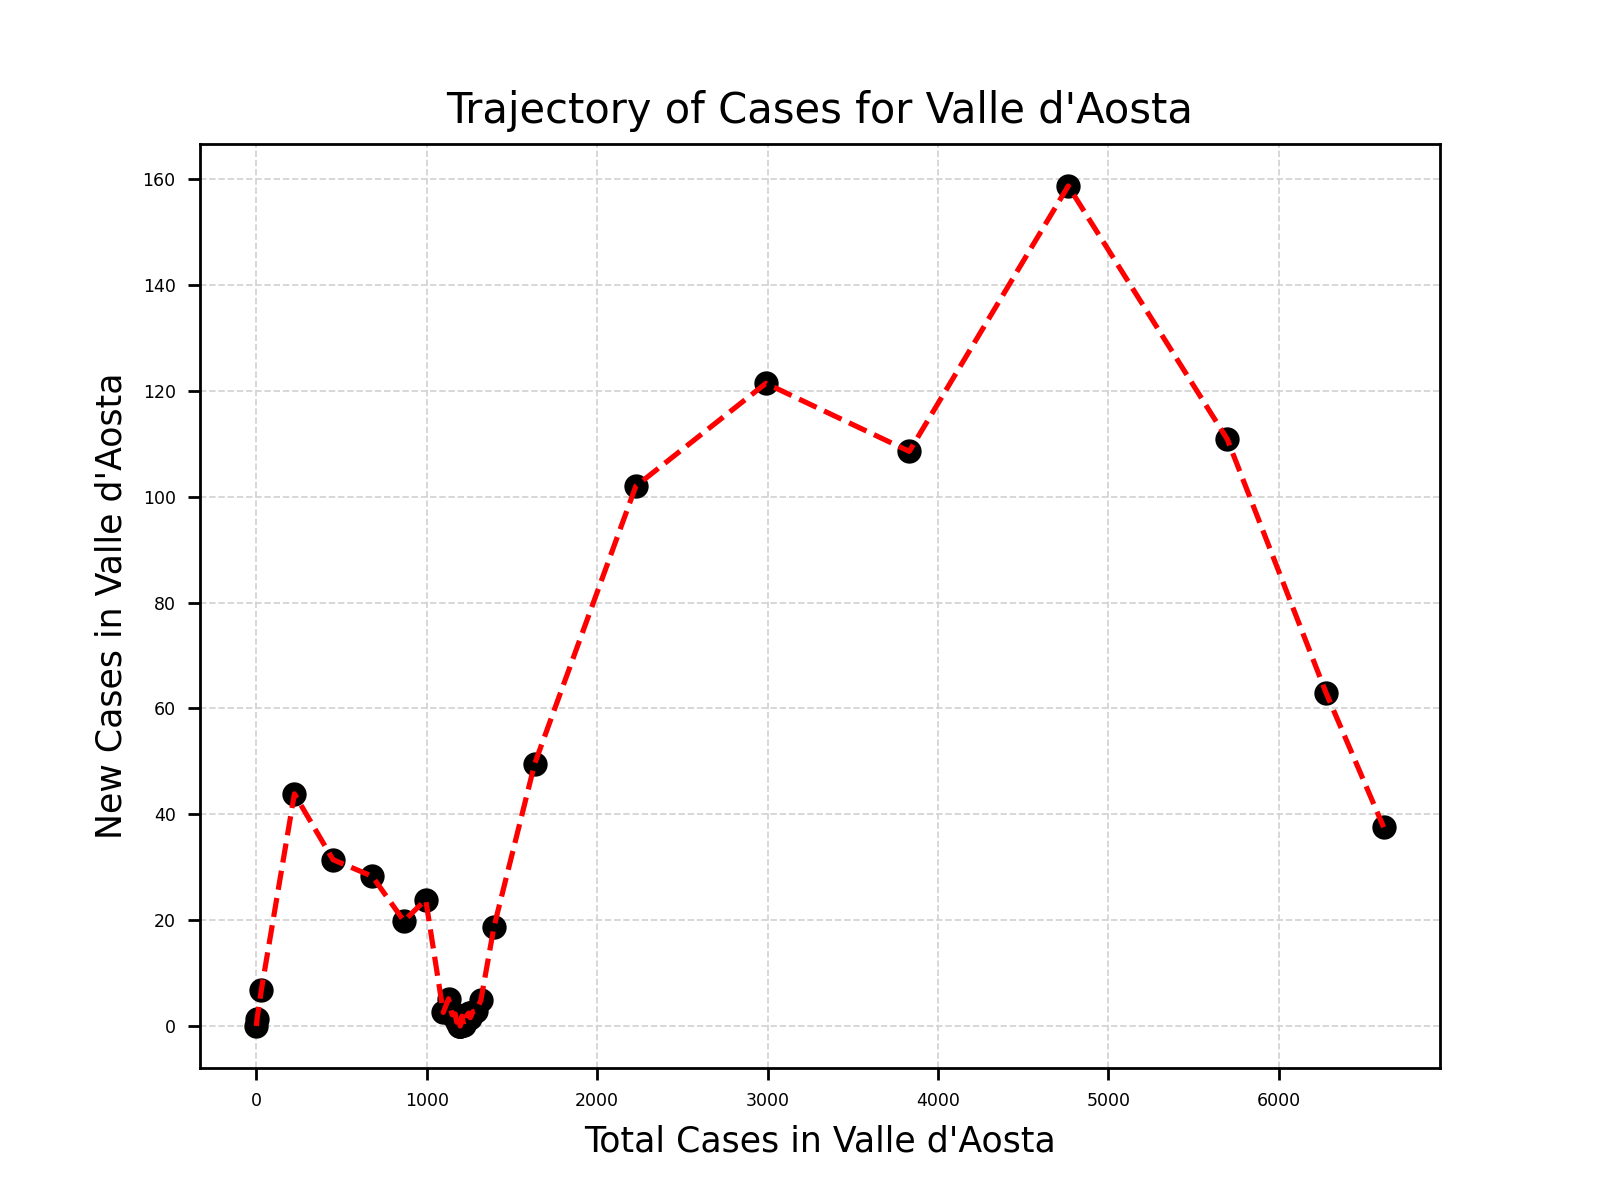 Trajectory of Cases for Valle d'Aosta
160
140
120
100
80
60
40
20
0
New Cases in Valle d'Aosta
0 1000 2000 3000 4000 5000 6000
Total Cases in Valle d'Aosta